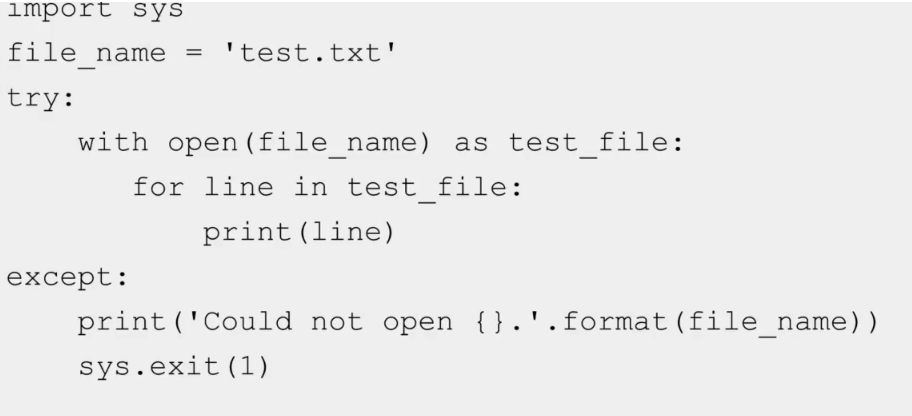 import sys
file_name = 'test.txt'
try:
    with open(file_name) as test_file:
       for line in test_file:
           print(line)
except:
    print('Could not open {}.'.format(file_name))
    sys.exit(1)